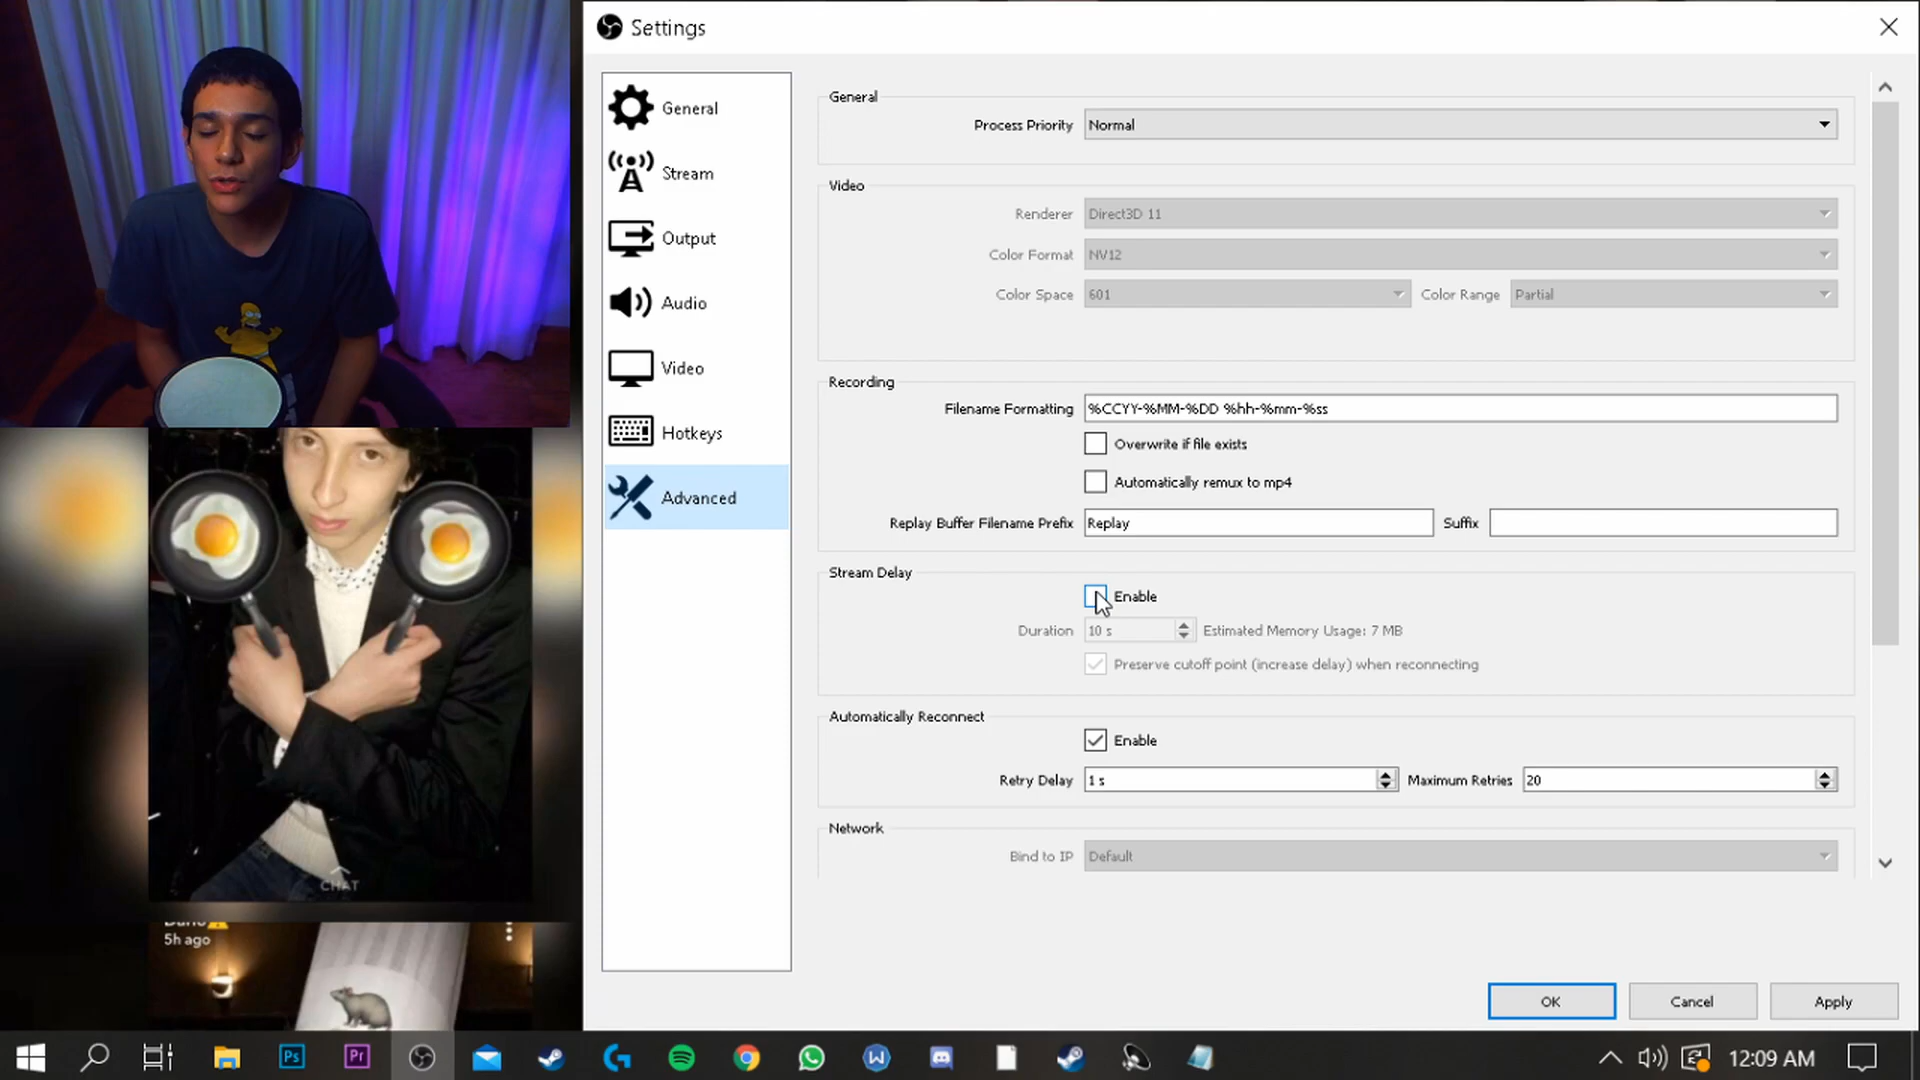 Settings
General
Stream
Output
Audio
Video
Hotkeys
Advanced
General
Process Priority Normal
Video
Renderer Direct3D 11
Color Format NV12
Color Space 601 Color Range Partial
Recording
Filename Formatting %CCYY-%MM-%DD %hh-%mm-%ss
Overwrite if file exists
Automatically remux to mp4
Replay Buffer Filename Prefix Replay Suffix
Stream Delay
Enable
Duration 10 s Estimated Memory Usage: 7 MB
Preserve cutoff point (increase delay) when reconnecting
Automatically Reconnect
Enable
Retry Delay 1 s Maximum Retries 20
Network
Bind to IP Default
OK Cancel Apply
CHAT
5h ago
Ps Pr 12:09 AM